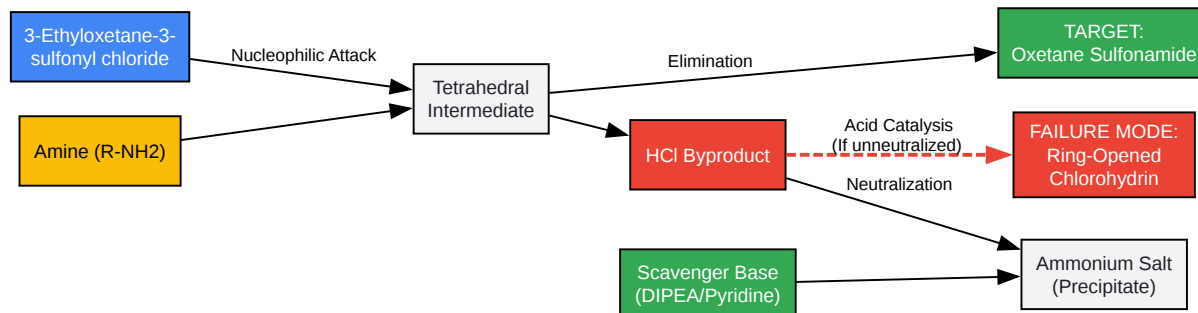 3-Ethyloxetane-3-
sulfonyl chloride
Nucleophilic Attack
Amine (R-NH2)
Tetrahedral
Intermediate
Elimination
TARGET:
Oxetane Sulfonamide
HCl Byproduct
Acid Catalysis
(If unneutralized)
FAILURE MODE:
Ring-Opened
Chlorohydrin
Neutralization
Scavenger Base
(DIPEA/Pyridine)
Ammonium Salt
(Precipitate)